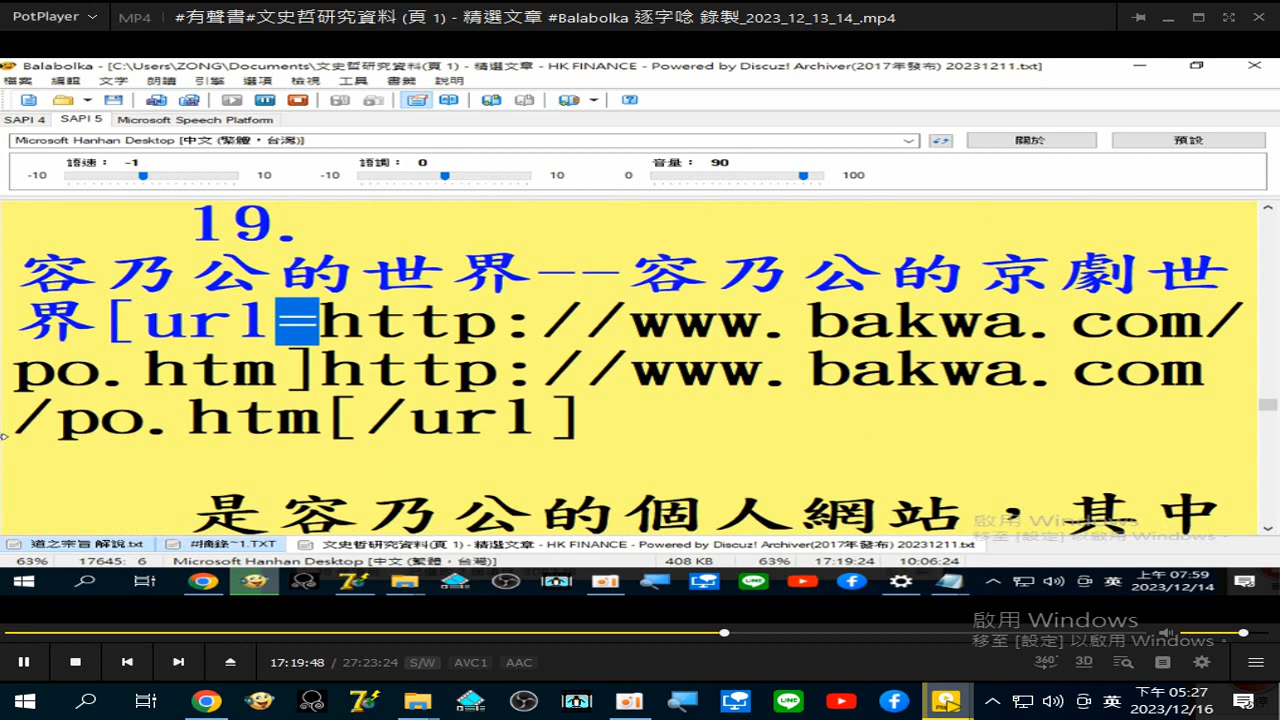 PotPlayer
MP4
#有聲書#文史哲研究資料 (頁 1) - 精選文章 #Balabolka 逐字唸 錄製_2023_12_13_14_.mp4
Balabolka - [C:\Users\ZONG\Documents\文史哲研究資料(頁 1) - 精選文章 - HK FINANCE - Powered by Discuz! Archiver(2017年發布) 20231211.txt]
檔案 編輯 文字 朗讀 引擎 選項 檢視 工具 書籤 說明
SAPI 4 SAPI 5 Microsoft Speech Platform
Microsoft Hanhan Desktop [中文 (繁體，台灣)]
關於 預設
語速： -1 語調： 0 音量： 90
-10 10 -10 10 0 100
19.
容乃公的世界--容乃公的京劇世
界[url=http://www.bakwa.com/
po.htm]http://www.bakwa.com
/po.htm[/url]
是容乃公的個人網站，其中
啟用 Windows
移至 [設定] 以啟用 Windows。
道之宗旨 解說.txt #摘錄~1.TXT 文史哲研究資料(頁 1) - 精選文章 - HK FINANCE - Powered by Discuz! Archiver(2017年發布) 20231211.txt
63% 17645: 6 Microsoft Hanhan Desktop [中文 (繁體，台灣)] 408 KB 63% 17:19:24 10:06:24
英
上午 07:59
2023/12/14
啟用 Windows
移至 [設定] 以啟用 Windows。
17:19:48 / 27:23:24 S/W AVC1 AAC
360° 3D
英
下午 05:27
2023/12/16